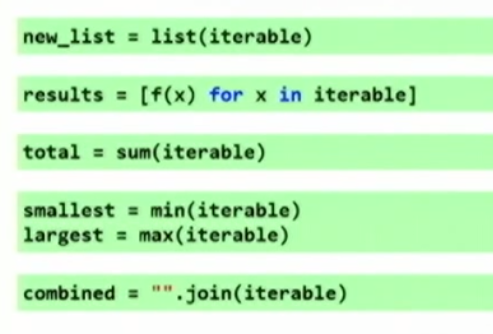 new_list = list(iterable)
results = [f(x) for x in iterable]
total = sum(iterable)
smallest = min(iterable)
largest = max(iterable)
combined = "".join(iterable)